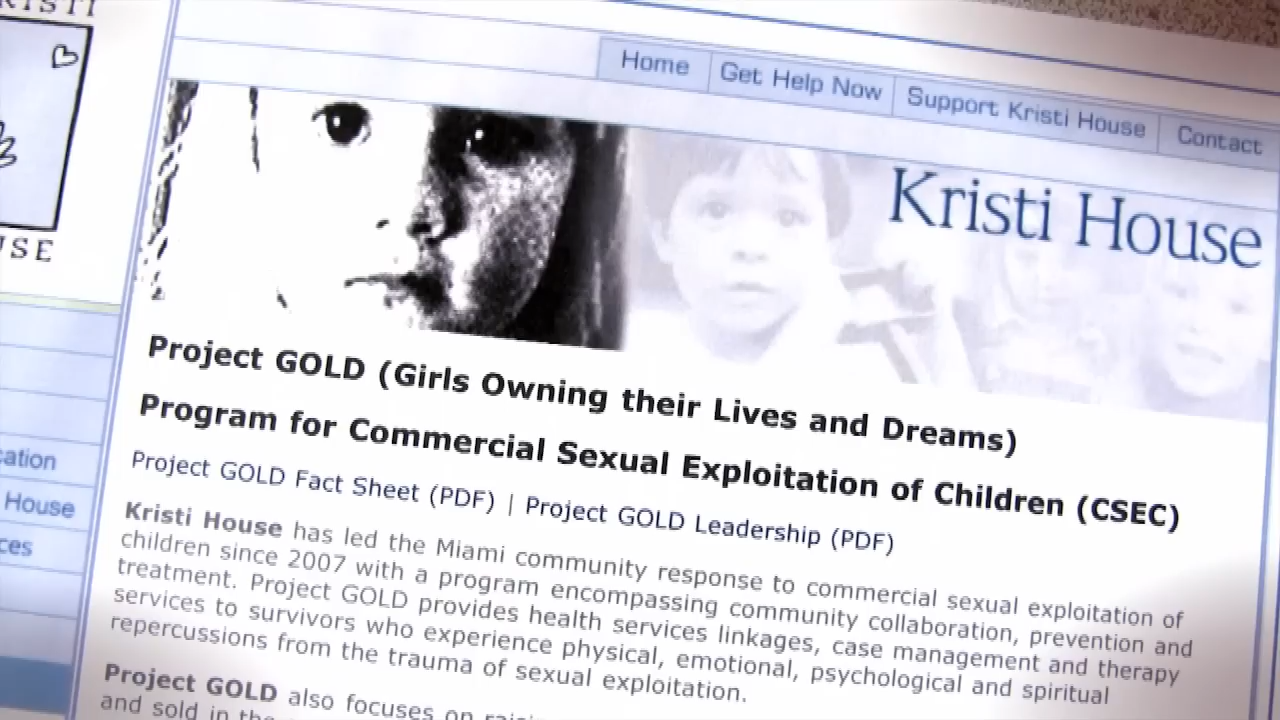 KRISTI
Home
Get Help Now
Support Kristi House
Contact
Kristi House
USE
Project GOLD (Girls Owning their Lives and Dreams)
Program for Commercial Sexual Exploitation of Children (CSEC)
Project GOLD Fact Sheet (PDF) | Project GOLD Leadership (PDF)
ation
House
ces
Kristi House has led the Miami community response to commercial sexual exploitation of
children since 2007 with a program encompassing community collaboration, prevention and
treatment. Project GOLD provides health services linkages, case management and therapy
services to survivors who experience physical, emotional, psychological and spiritual
repercussions from the trauma of sexual exploitation.
Project GOLD also focuses on
and sold in the